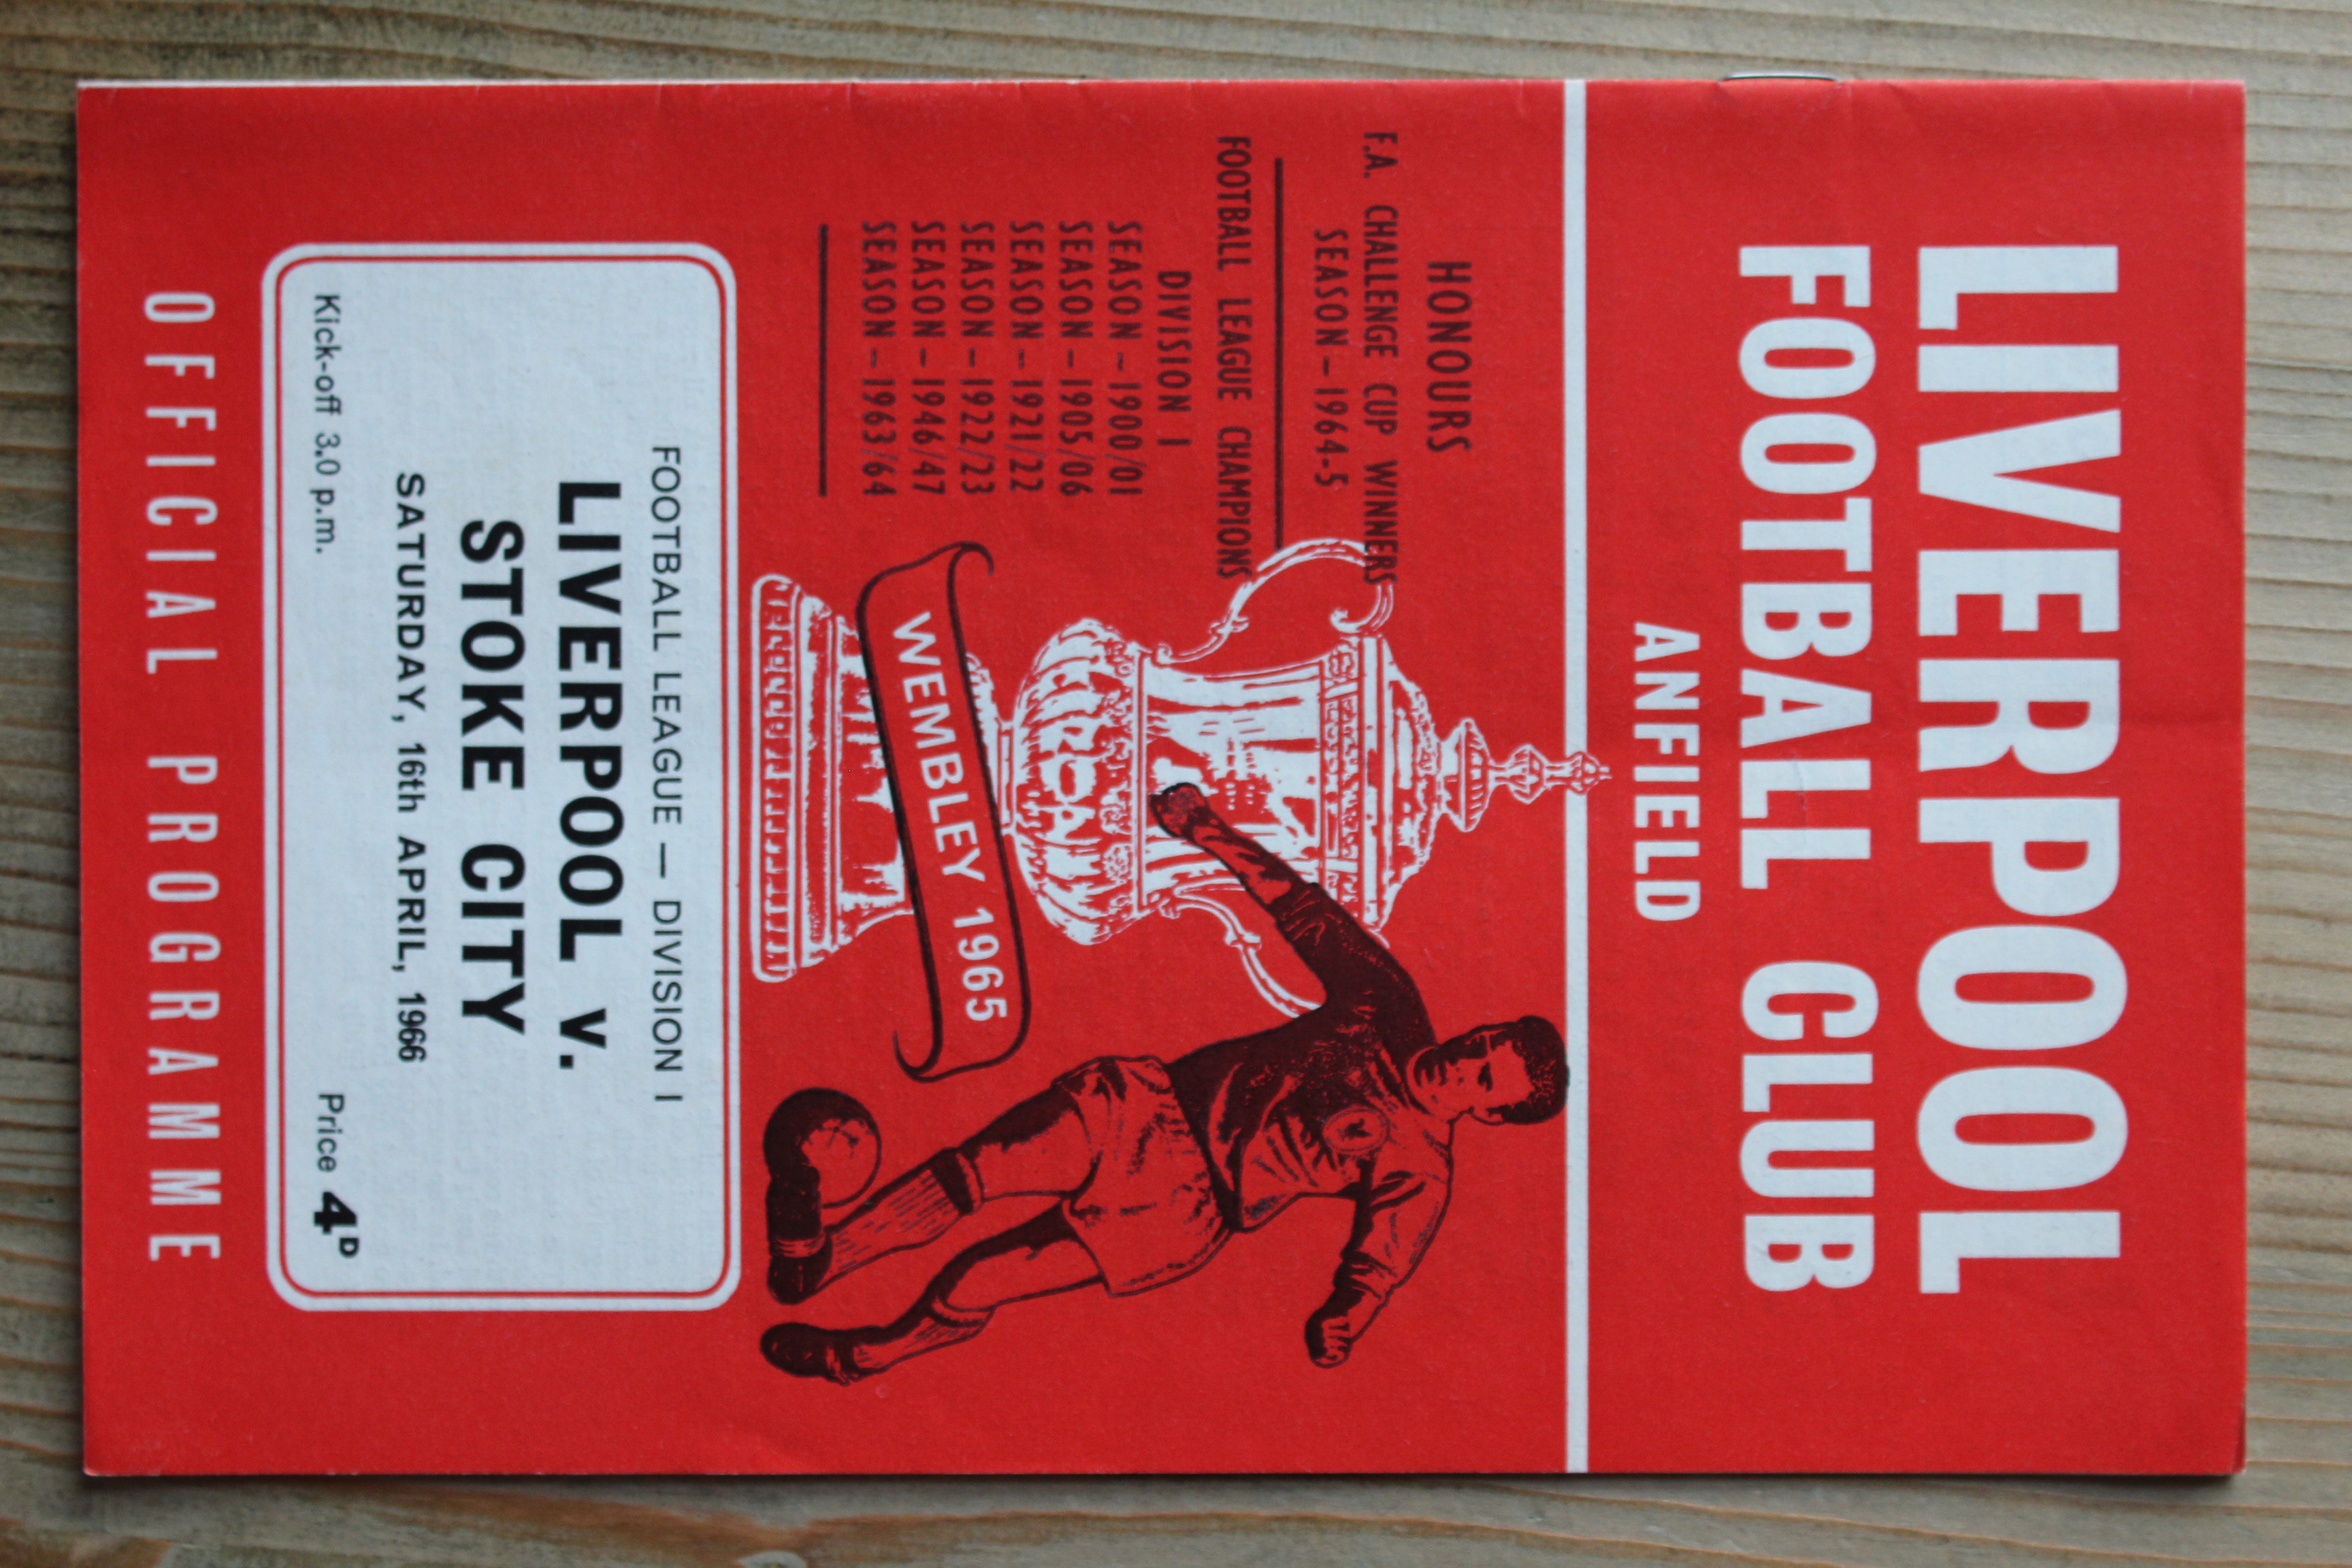 LIVERPOOL
FOOTBALL CLUB
ANFIELD
HONOURS
F.A. CHALLENGE CUP WINNERS
SEASON–1964-5
FOOTBALL LEAGUE CHAMPIONS
DIVISION I
SEASON–1900/01
SEASON–1905/06
SEASON–1921/22
SEASON–1922/23
SEASON–1946/47
SEASON–1963/64
WEMBLEY 1965
FOOTBALL LEAGUE — DIVISION I
LIVERPOOL v.
STOKE CITY
SATURDAY, 16th APRIL, 1966
Kick-off 3.0 p.m. Price 4D
OFFICIAL PROGRAMME